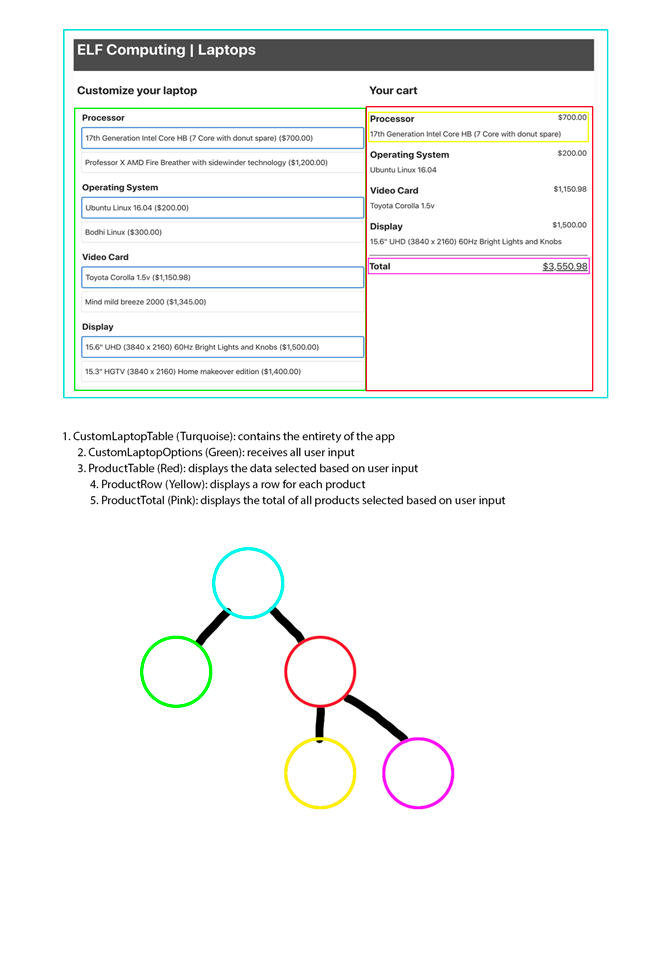 ELF Computing | Laptops
Customize your laptop
Processor
17th Generation Intel Core HB (7 Core with donut spare) ($700.00)
Professor X AMD Fire Breather with sidewinder technology ($1,200.00)
Operating System
Ubuntu Linux 16.04 ($200.00)
Bodhi Linux ($300.00)
Video Card
Toyota Corolla 1.5v ($1,150.98)
Mind mild breeze 2000 ($1,345.00)
Display
15.6" UHD (3840 x 2160) 60Hz Bright Lights and Knobs ($1,500.00)
15.3" HGTV (3840 x 2160) Home makeover edition ($1,400.00)
Your cart
Processor $700.00
17th Generation Intel Core HB (7 Core with donut spare)
Operating System $200.00
Ubuntu Linux 16.04
Video Card $1,150.98
Toyota Corolla 1.5v
Display $1,500.00
15.6" UHD (3840 x 2160) 60Hz Bright Lights and Knobs
Total $3,550.98
1. CustomLaptopTable (Turquoise): contains the entirety of the app
2. CustomLaptopOptions (Green): receives all user input
3. ProductTable (Red): displays the data selected based on user input
4. ProductRow (Yellow): displays a row for each product
5. ProductTotal (Pink): displays the total of all products selected based on user input